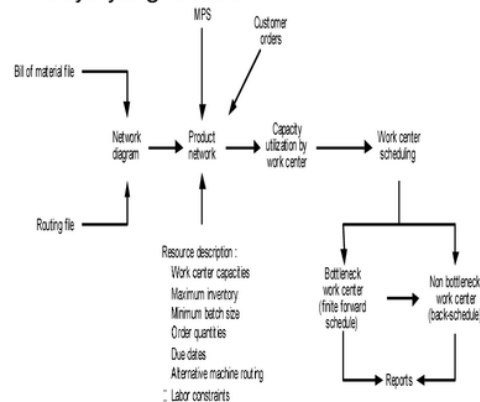 MPS
Customer
orders
Bill of material file
Network
diagram
Product
network
Capacity
utilization by
work center
Work center
scheduling
Routing file
Resource description :
Work center capacities
Maximum inventory
Minimum batch size
Order quantities
Due dates
Alternative machine routing
:: Labor constraints
Bottleneck
work center
(finite forward
schedule)
Non bottleneck
work center
(back-schedule)
Reports